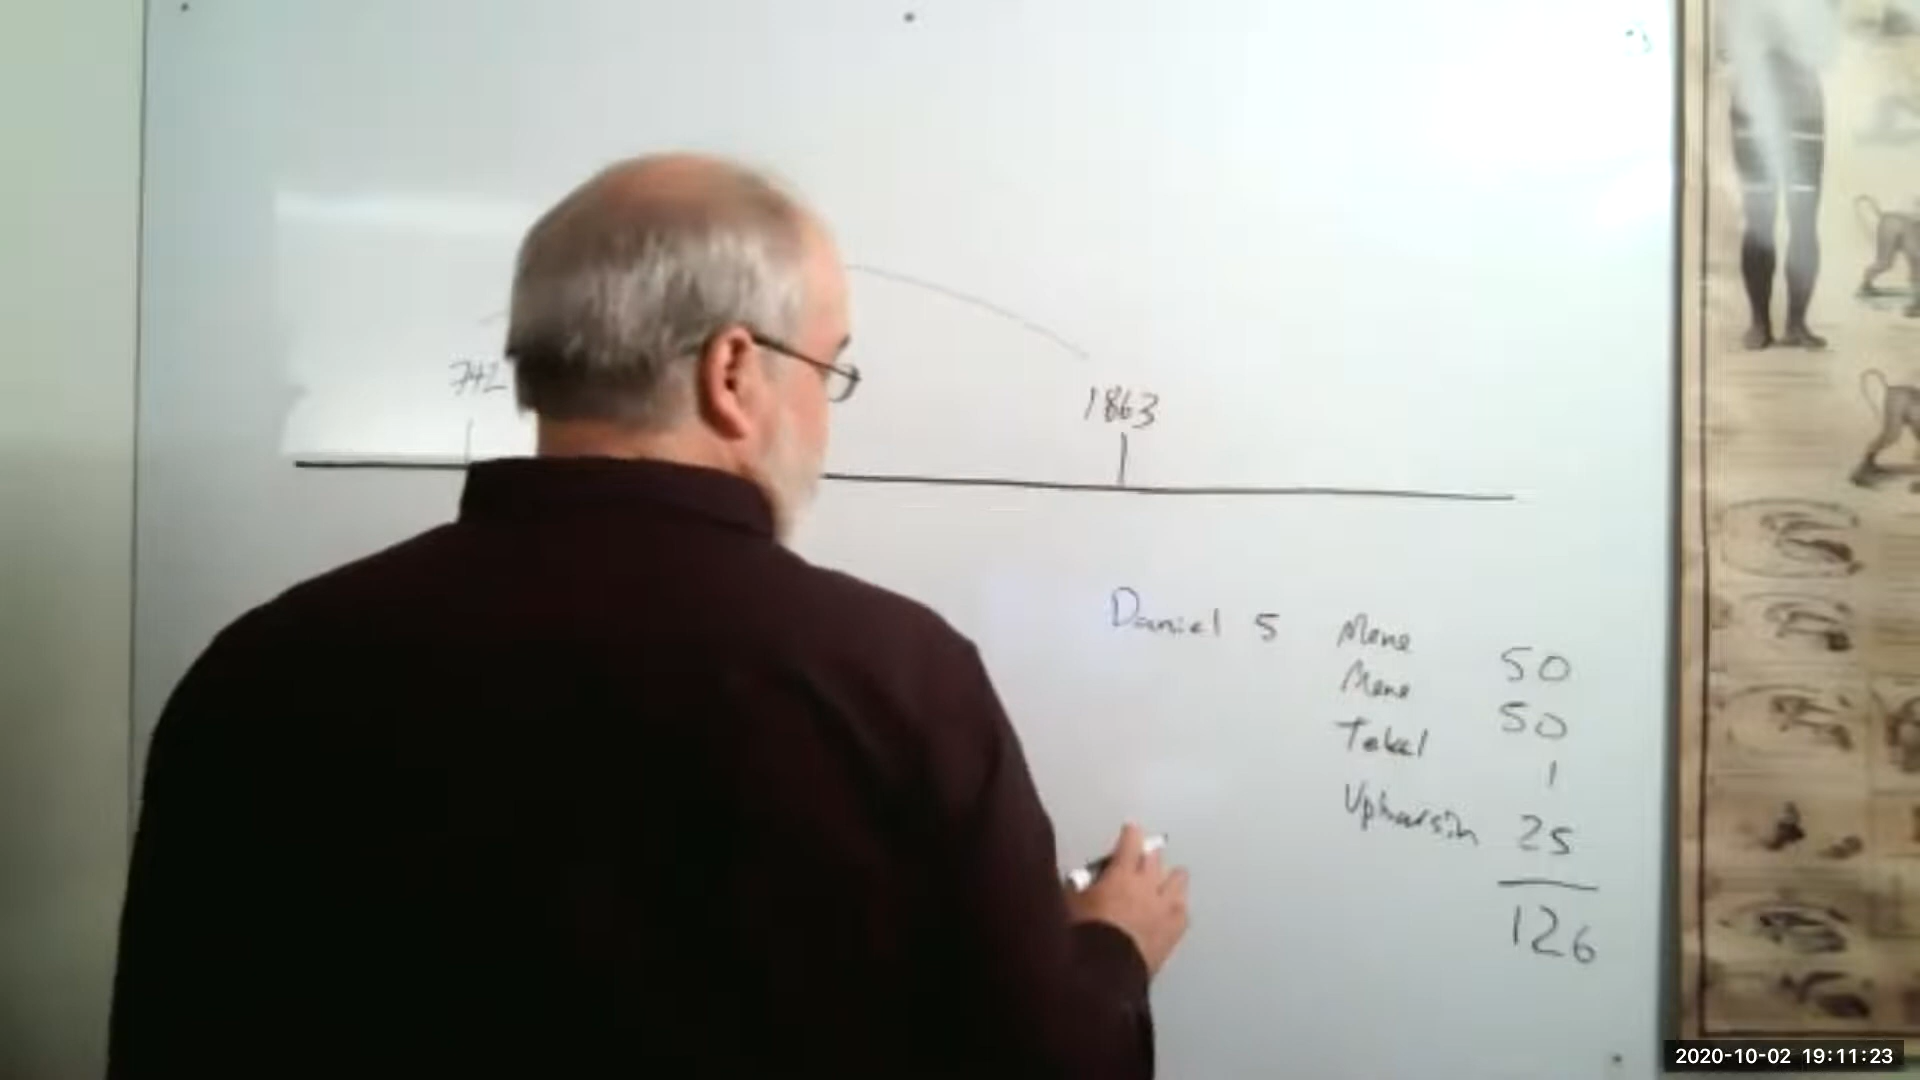 742
1863
Daniel 5 Mene 50
Mene 50
Tekel 1
Upharsin 25
126
2020-10-02 19:11:23